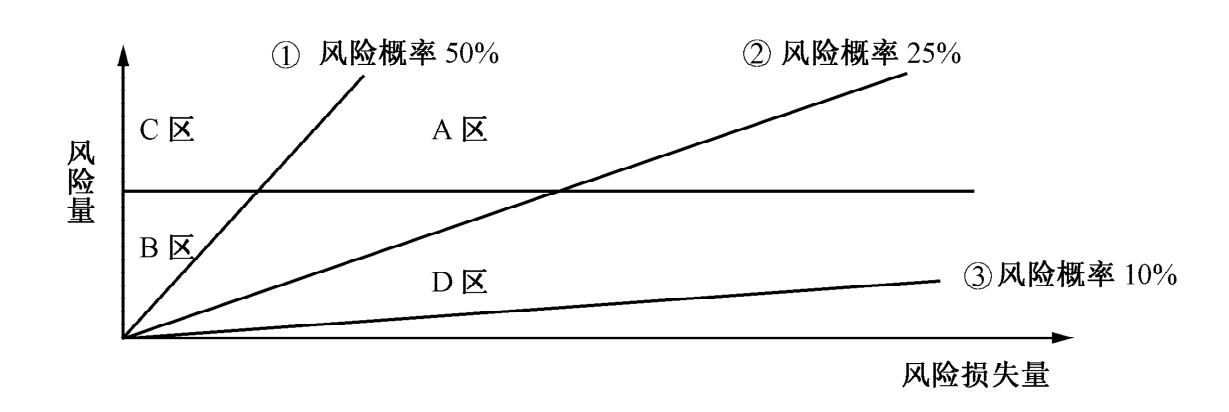 ① 风险概率 50%
② 风险概率 25%
C 区
A 区
风险量
B 区
D 区
③风险概率 10%
风险损失量